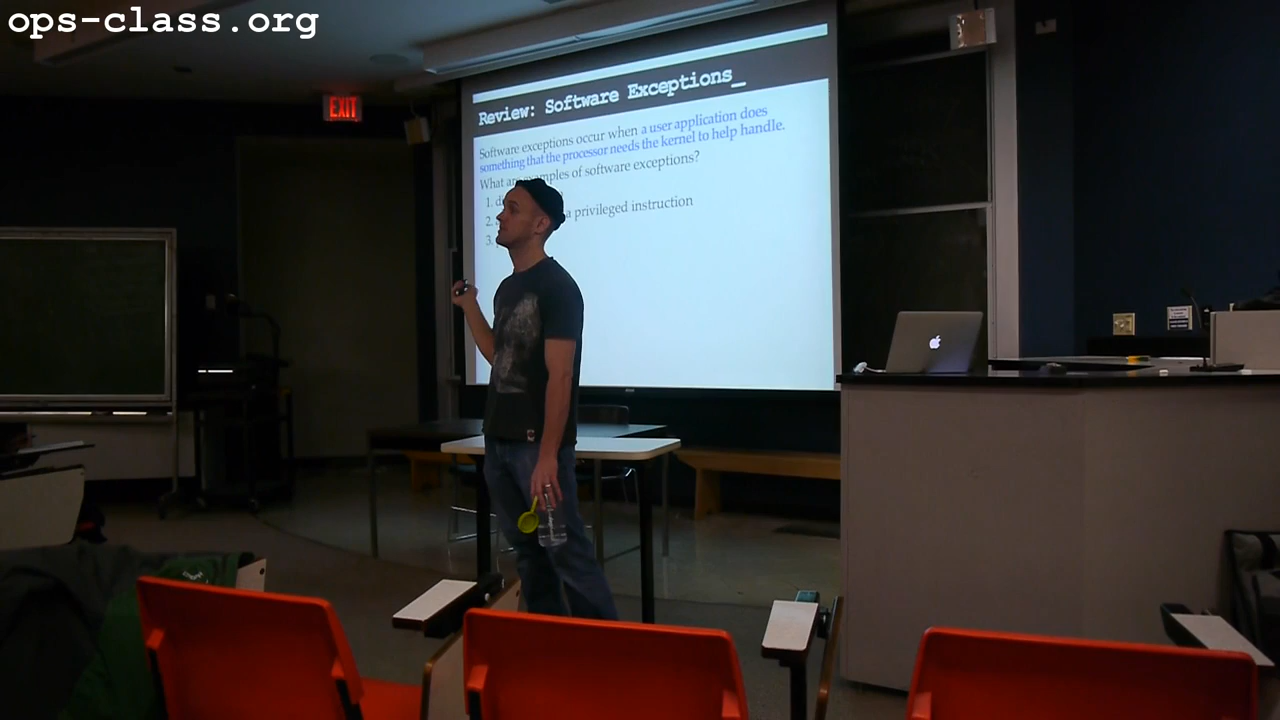 ops-class.org
EXIT
Review: Software Exceptions_
Software exceptions occur when a user application does
something that the processor needs the kernel to help handle.
What are examples of software exceptions?
1.
2. a privileged instruction
3.